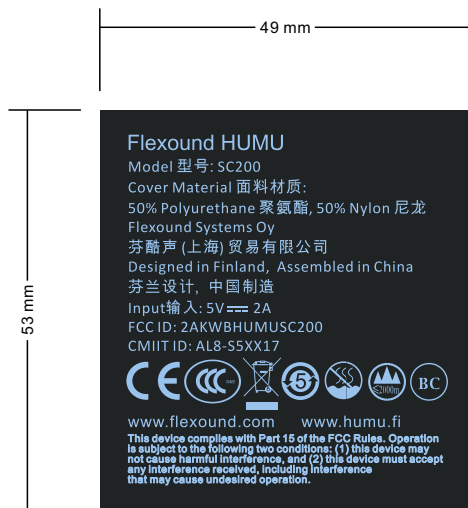 49 mm
53 mm
Flexound HUMU
Model 型号: SC200
Cover Material 面料材质:
50% Polyurethane 聚氨酯, 50% Nylon 尼龙
Flexound Systems Oy
芬酷声 (上海) 贸易有限公司
Designed in Finland, Assembled in China
芬兰设计, 中国制造
Input输入: 5V⎓ 2A
FCC ID: 2AKWBHUMUSC200
CMIIT ID: AL8-S5XX17
CE CCC S&E 5 ≤2000m BC
www.flexound.com www.humu.fi
This device complies with Part 15 of the FCC Rules. Operation
is subject to the following two conditions: (1) this device may
not cause harmful interference, and (2) this device must accept
any interference received, including interference
that may cause undesired operation.